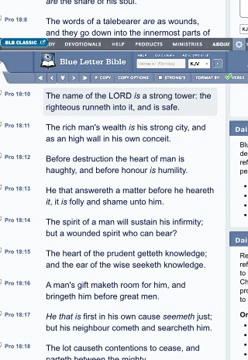 are the share of his soul.
Pro 18:8 The words of a talebearer are as wounds,
and they go down into the innermost parts of
BLB CLASSIC DEVOTIONALS HELP PRODUCTS MINISTRIES ABOUT
Blue Letter Bible KJV
COPY COPY OPTIONS STRONGS FORMAT BY
Pro 18:10 The name of the LORD is a strong tower: the
righteous runneth into it, and is safe.
Pro 18:11 The rich man's wealth is his strong city, and
as an high wall in his own conceit.
Pro 18:12 Before destruction the heart of man is
haughty, and before honour is humility.
Pro 18:13 He that answereth a matter before he heareth
it, it is folly and shame unto him.
Pro 18:14 The spirit of a man will sustain his infirmity;
but a wounded spirit who can bear?
Pro 18:15 The heart of the prudent getteth knowledge;
and the ear of the wise seeketh knowledge.
Pro 18:16 A man's gift maketh room for him, and
bringeth him before great men.
Pro 18:17 He that is first in his own cause seemeth just;
but his neighbour cometh and searcheth him.
Pro 18:18 The lot causeth contentions to cease, and
parteth between the mighty.
KJ
Dai
Bl
Dai
Re